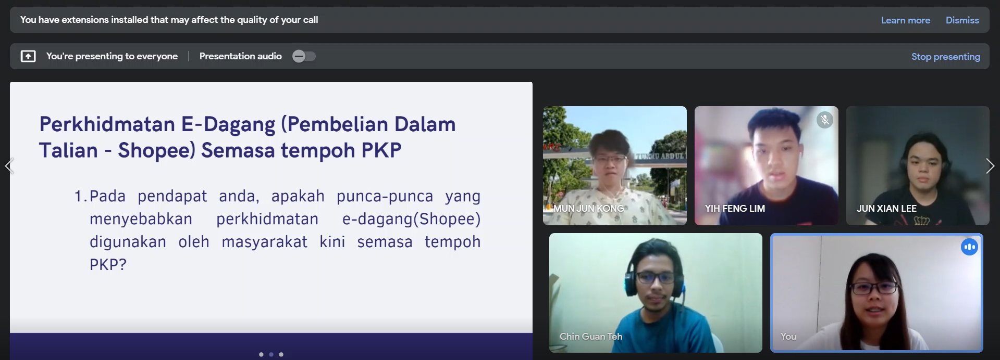 You have extensions installed that may affect the quality of your call
Learn more
Dismiss
You're presenting to everyone
Presentation audio
Stop presenting
Perkhidmatan E-Dagang (Pembelian Dalam
Talian - Shopee) Semasa tempoh PKP
1. Pada pendapat anda, apakah punca-punca yang
menyebabkan perkhidmatan e-dagang(Shopee)
digunakan oleh masyarakat kini semasa tempoh
PKP?
TUNKU ABDUL
MUN JUN KONG
YIH FENG LIM
JUN XIAN LEE
Chin Guan Teh
You